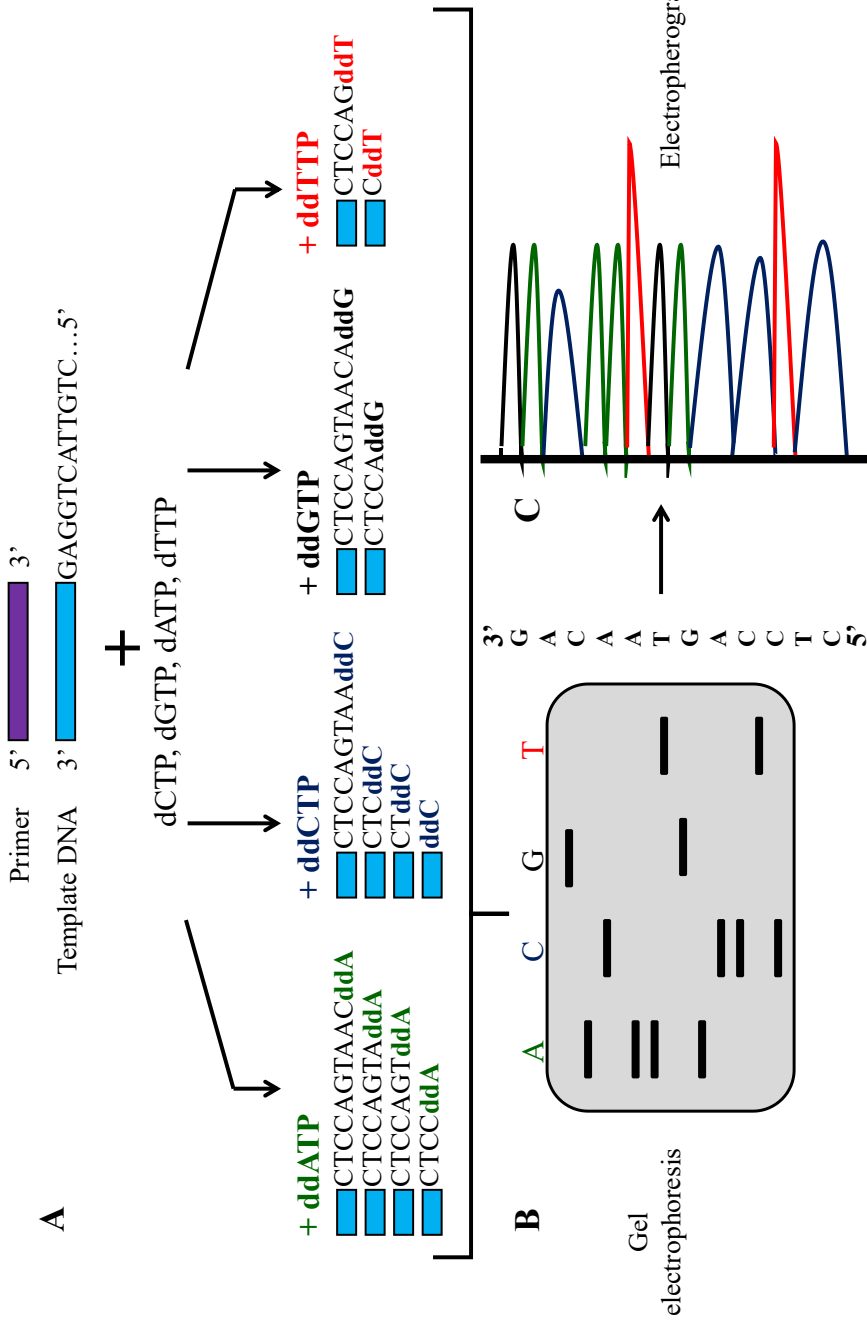 A
Primer 5’ 3’
Template DNA 3’ GAGGTCATTGTC…5’
+
dCTP, dGTP, dATP, dTTP
+ ddATP
CTCCAGTAACddA
CTCCAGTAddA
CTCCAGTddA
CTCCddA
+ ddCTP
CTCCAGTAAddC
CTCddC
CTddC
ddC
+ ddGTP
CTCCAGTAACAddG
CTCCAddG
+ ddTTP
CTCCAGddT
CddT
B
Gel
electrophoresis
A C G T
3’
G
A
C
A
A
T
G
A
C
C
T
C
5’
C
Electropherogra